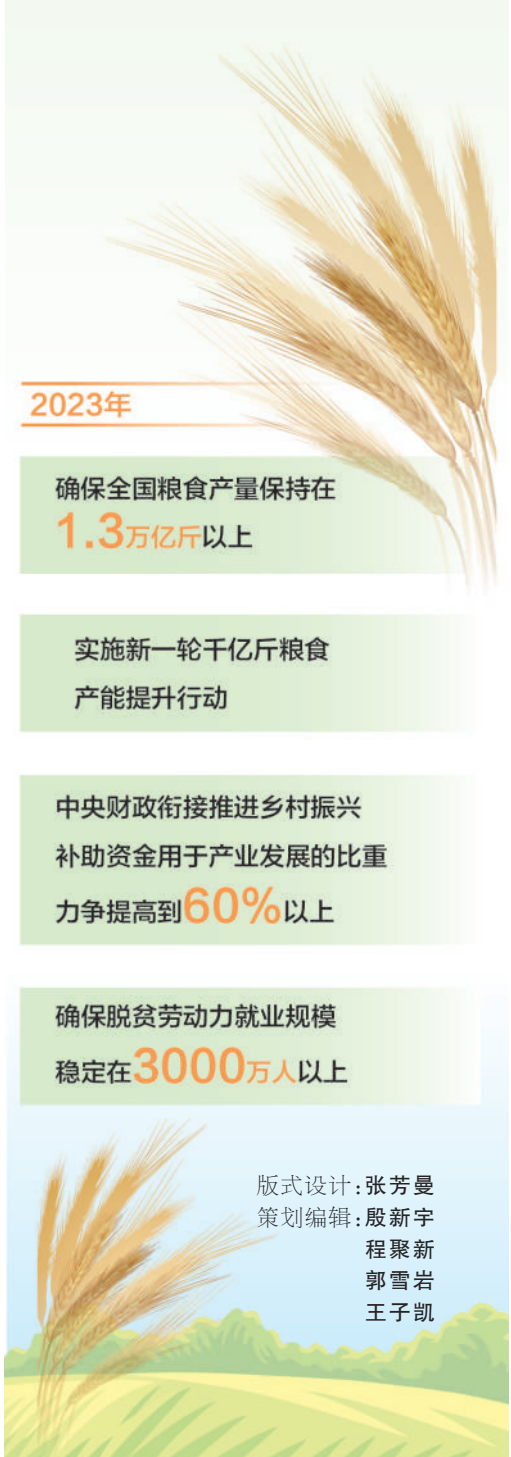 2023年
确保全国粮食产量保持在
1.3万亿斤以上
实施新一轮千亿斤粮食
产能提升行动
中央财政衔接推进乡村振兴
补助资金用于产业发展的比重
力争提高到60%以上
确保脱贫劳动力就业规模
稳定在3000万人以上
版式设计:张芳曼
策划编辑:殷新宇
程聚新
郭雪岩
王子凯